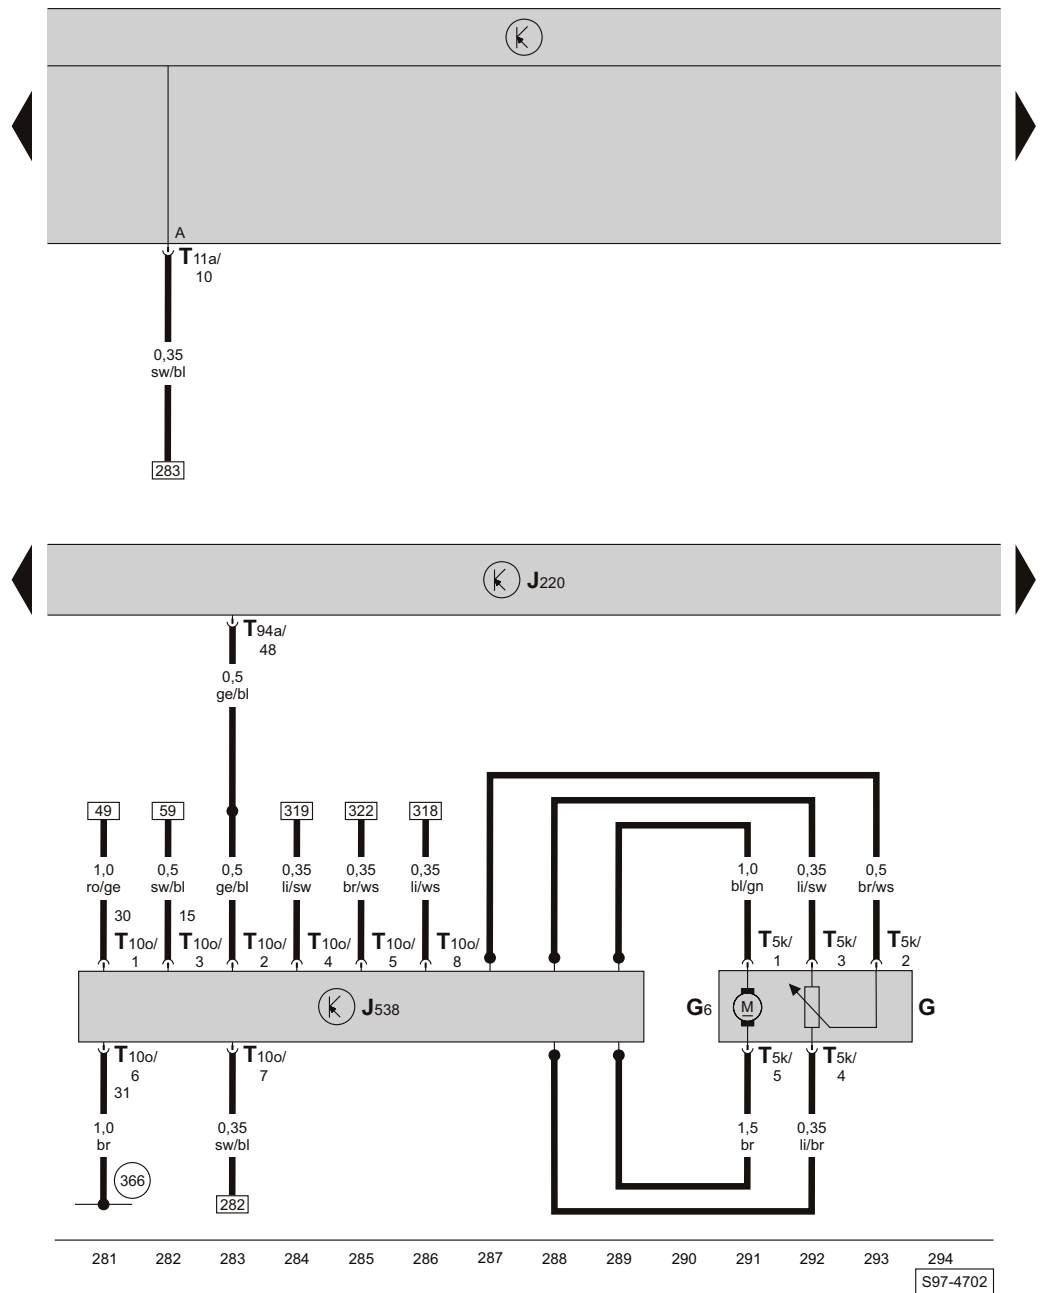 A
T11a/
10
0,35
sw/bl
283
J220
T94a/
48
0,5
ge/bl
49 59 319 322 318
1,0 0,5 0,5 0,35 0,35 0,35 1,0 0,35 0,5
ro/ge sw/bl ge/bl li/sw br/ws li/ws bl/gn li/sw br/ws
30 15
T10o/ T10o/ T10o/ T10o/ T10o/ T10o/ T5k/ T5k/ T5k/
1 3 2 4 5 8 1 3 2
J538 G6 M G
T10o/ T10o/ T5k/ T5k/
6 7 5 4
31
1,0 0,35 1,5 0,35
br sw/bl br li/br
366
282
281 282 283 284 285 286 287 288 289 290 291 292 293 294
S97-4702